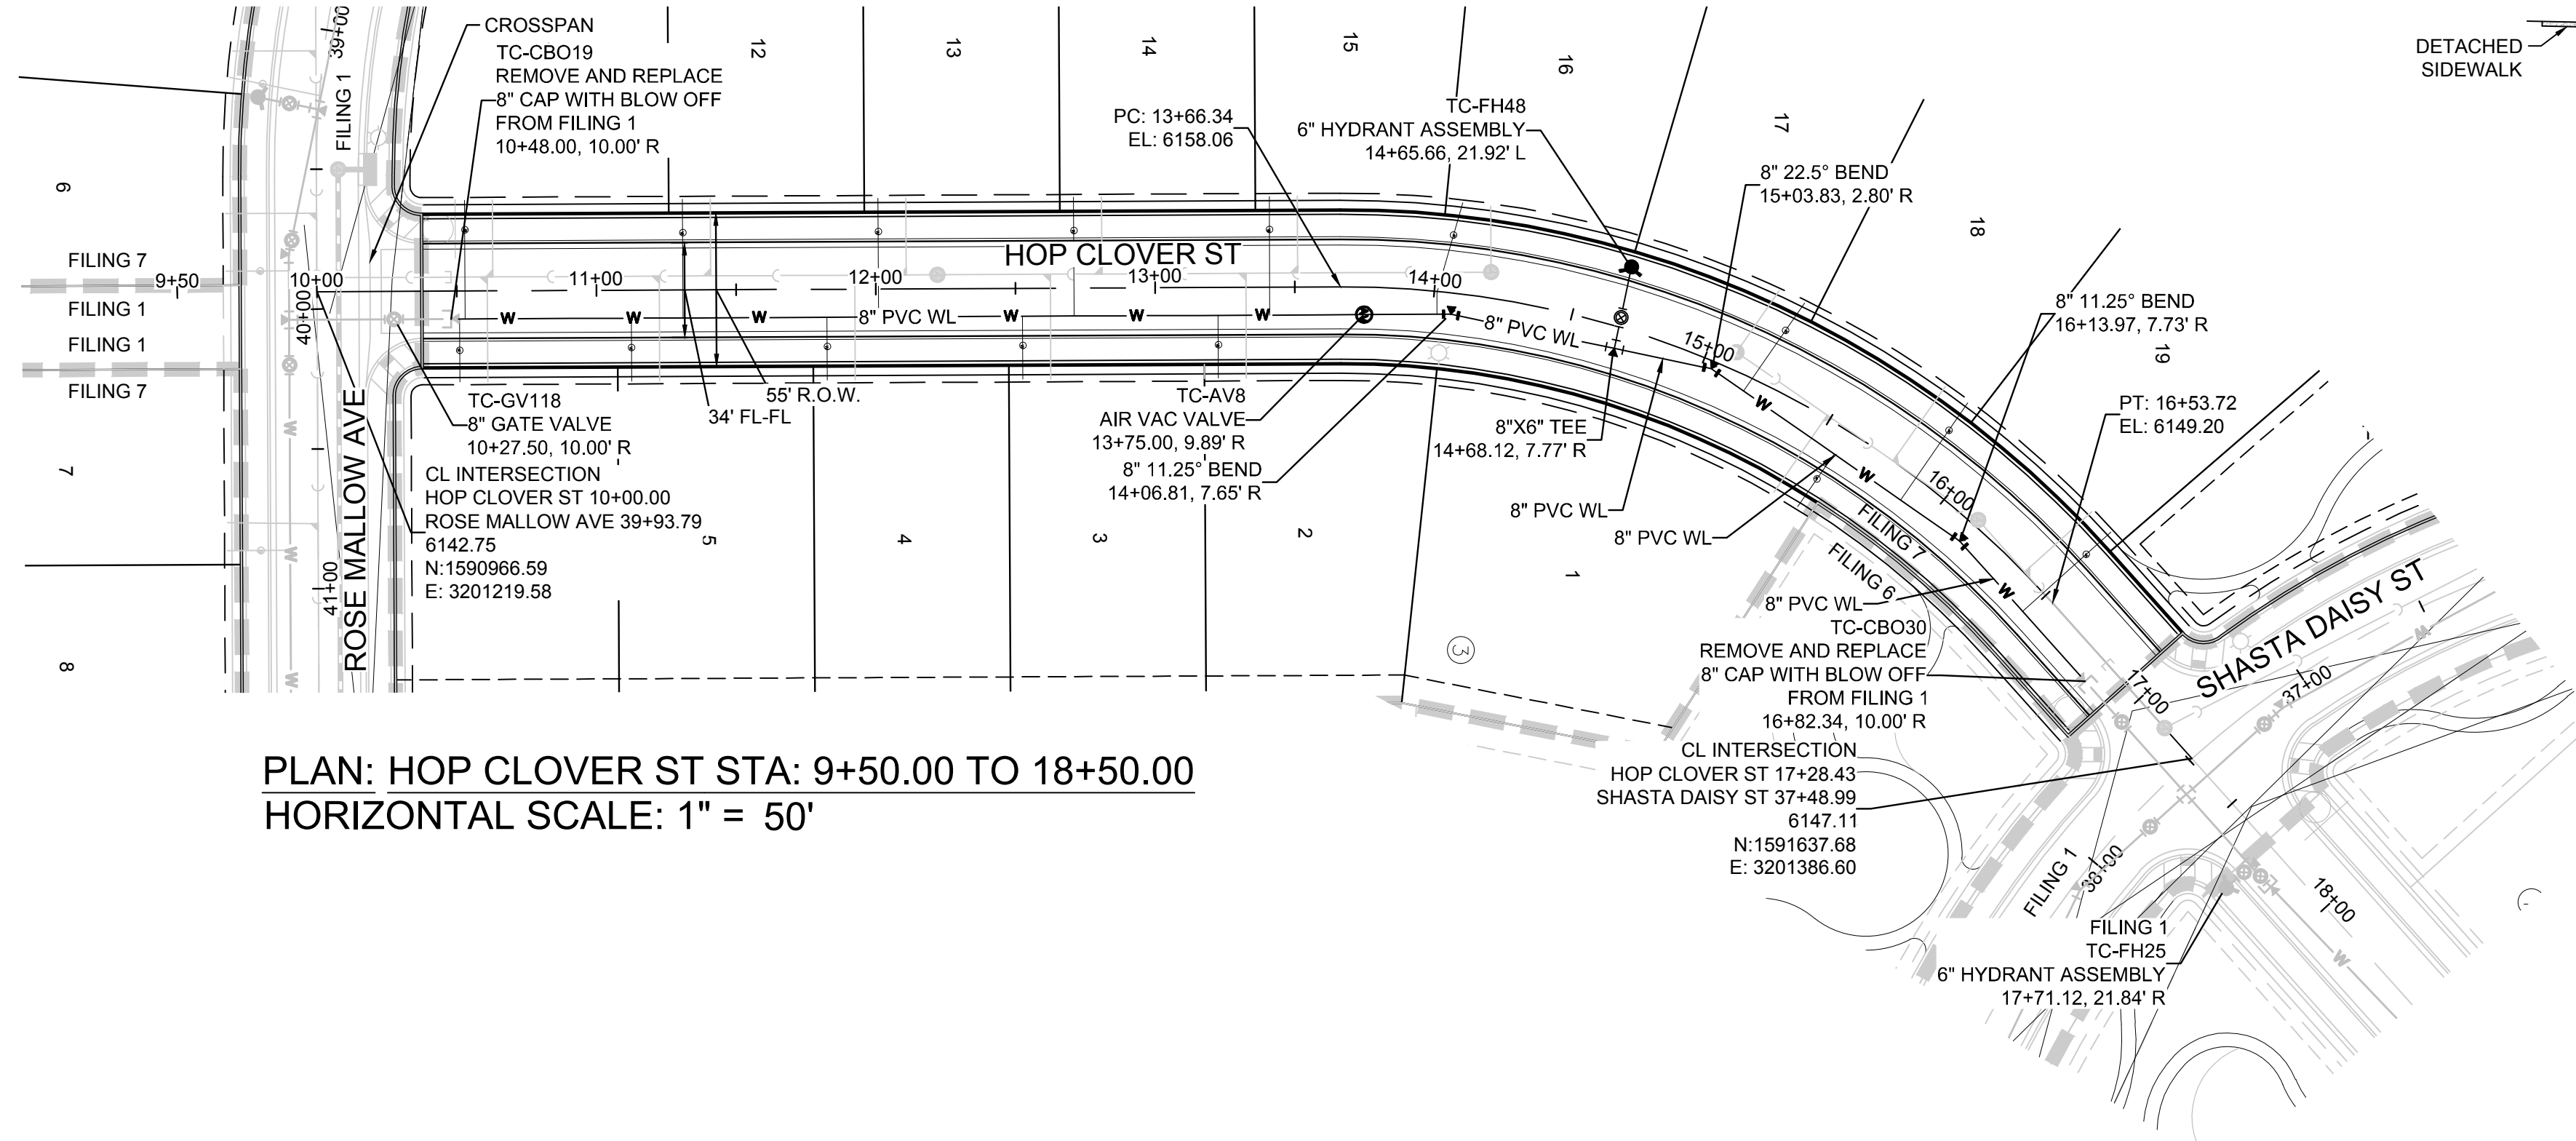 CROSSPAN
TC-CBO19
REMOVE AND REPLACE
8" CAP WITH BLOW OFF
FROM FILING 1
10+48.00, 10.00' R
39+00
FILING 1
12
13
14
15
16
17
18
19
DETACHED
SIDEWALK
PC: 13+66.34
EL: 6158.06
TC-FH48
6" HYDRANT ASSEMBLY
14+65.66, 21.92' L
8" 22.5° BEND
15+03.83, 2.80' R
8" 11.25° BEND
16+13.97, 7.73' R
PT: 16+53.72
EL: 6149.20
6
7
8
FILING 7
9+50
FILING 1
FILING 1
FILING 7
10+00
11+00
12+00
13+00
14+00
15+00
16+00
17+00
18+00
HOP CLOVER ST
W W W 8" PVC WL W W W
8" PVC WL
W
W
W
40+00
41+00
ROSE MALLOW AVE
W
W
W
TC-GV118
8" GATE VALVE
10+27.50, 10.00' R
34' FL-FL
55' R.O.W.
CL INTERSECTION
HOP CLOVER ST 10+00.00
ROSE MALLOW AVE 39+93.79
6142.75
N:1590966.59
E: 3201219.58
TC-AV8
AIR VAC VALVE
13+75.00, 9.89' R
8" 11.25° BEND
14+06.81, 7.65' R
8"X6" TEE
14+68.12, 7.77' R
8" PVC WL
8" PVC WL
5
4
3
2
1
3
FILING 7
FILING 6
8" PVC WL
TC-CBO30
REMOVE AND REPLACE
8" CAP WITH BLOW OFF
FROM FILING 1
16+82.34, 10.00' R
CL INTERSECTION
HOP CLOVER ST 17+28.43
SHASTA DAISY ST 37+48.99
6147.11
N:1591637.68
E: 3201386.60
SHASTA DAISY ST
W
37+00
38+00
FILING 1
W
FILING 1
TC-FH25
6" HYDRANT ASSEMBLY
17+71.12, 21.84' R
PLAN: HOP CLOVER ST STA: 9+50.00 TO 18+50.00
HORIZONTAL SCALE: 1" = 50'